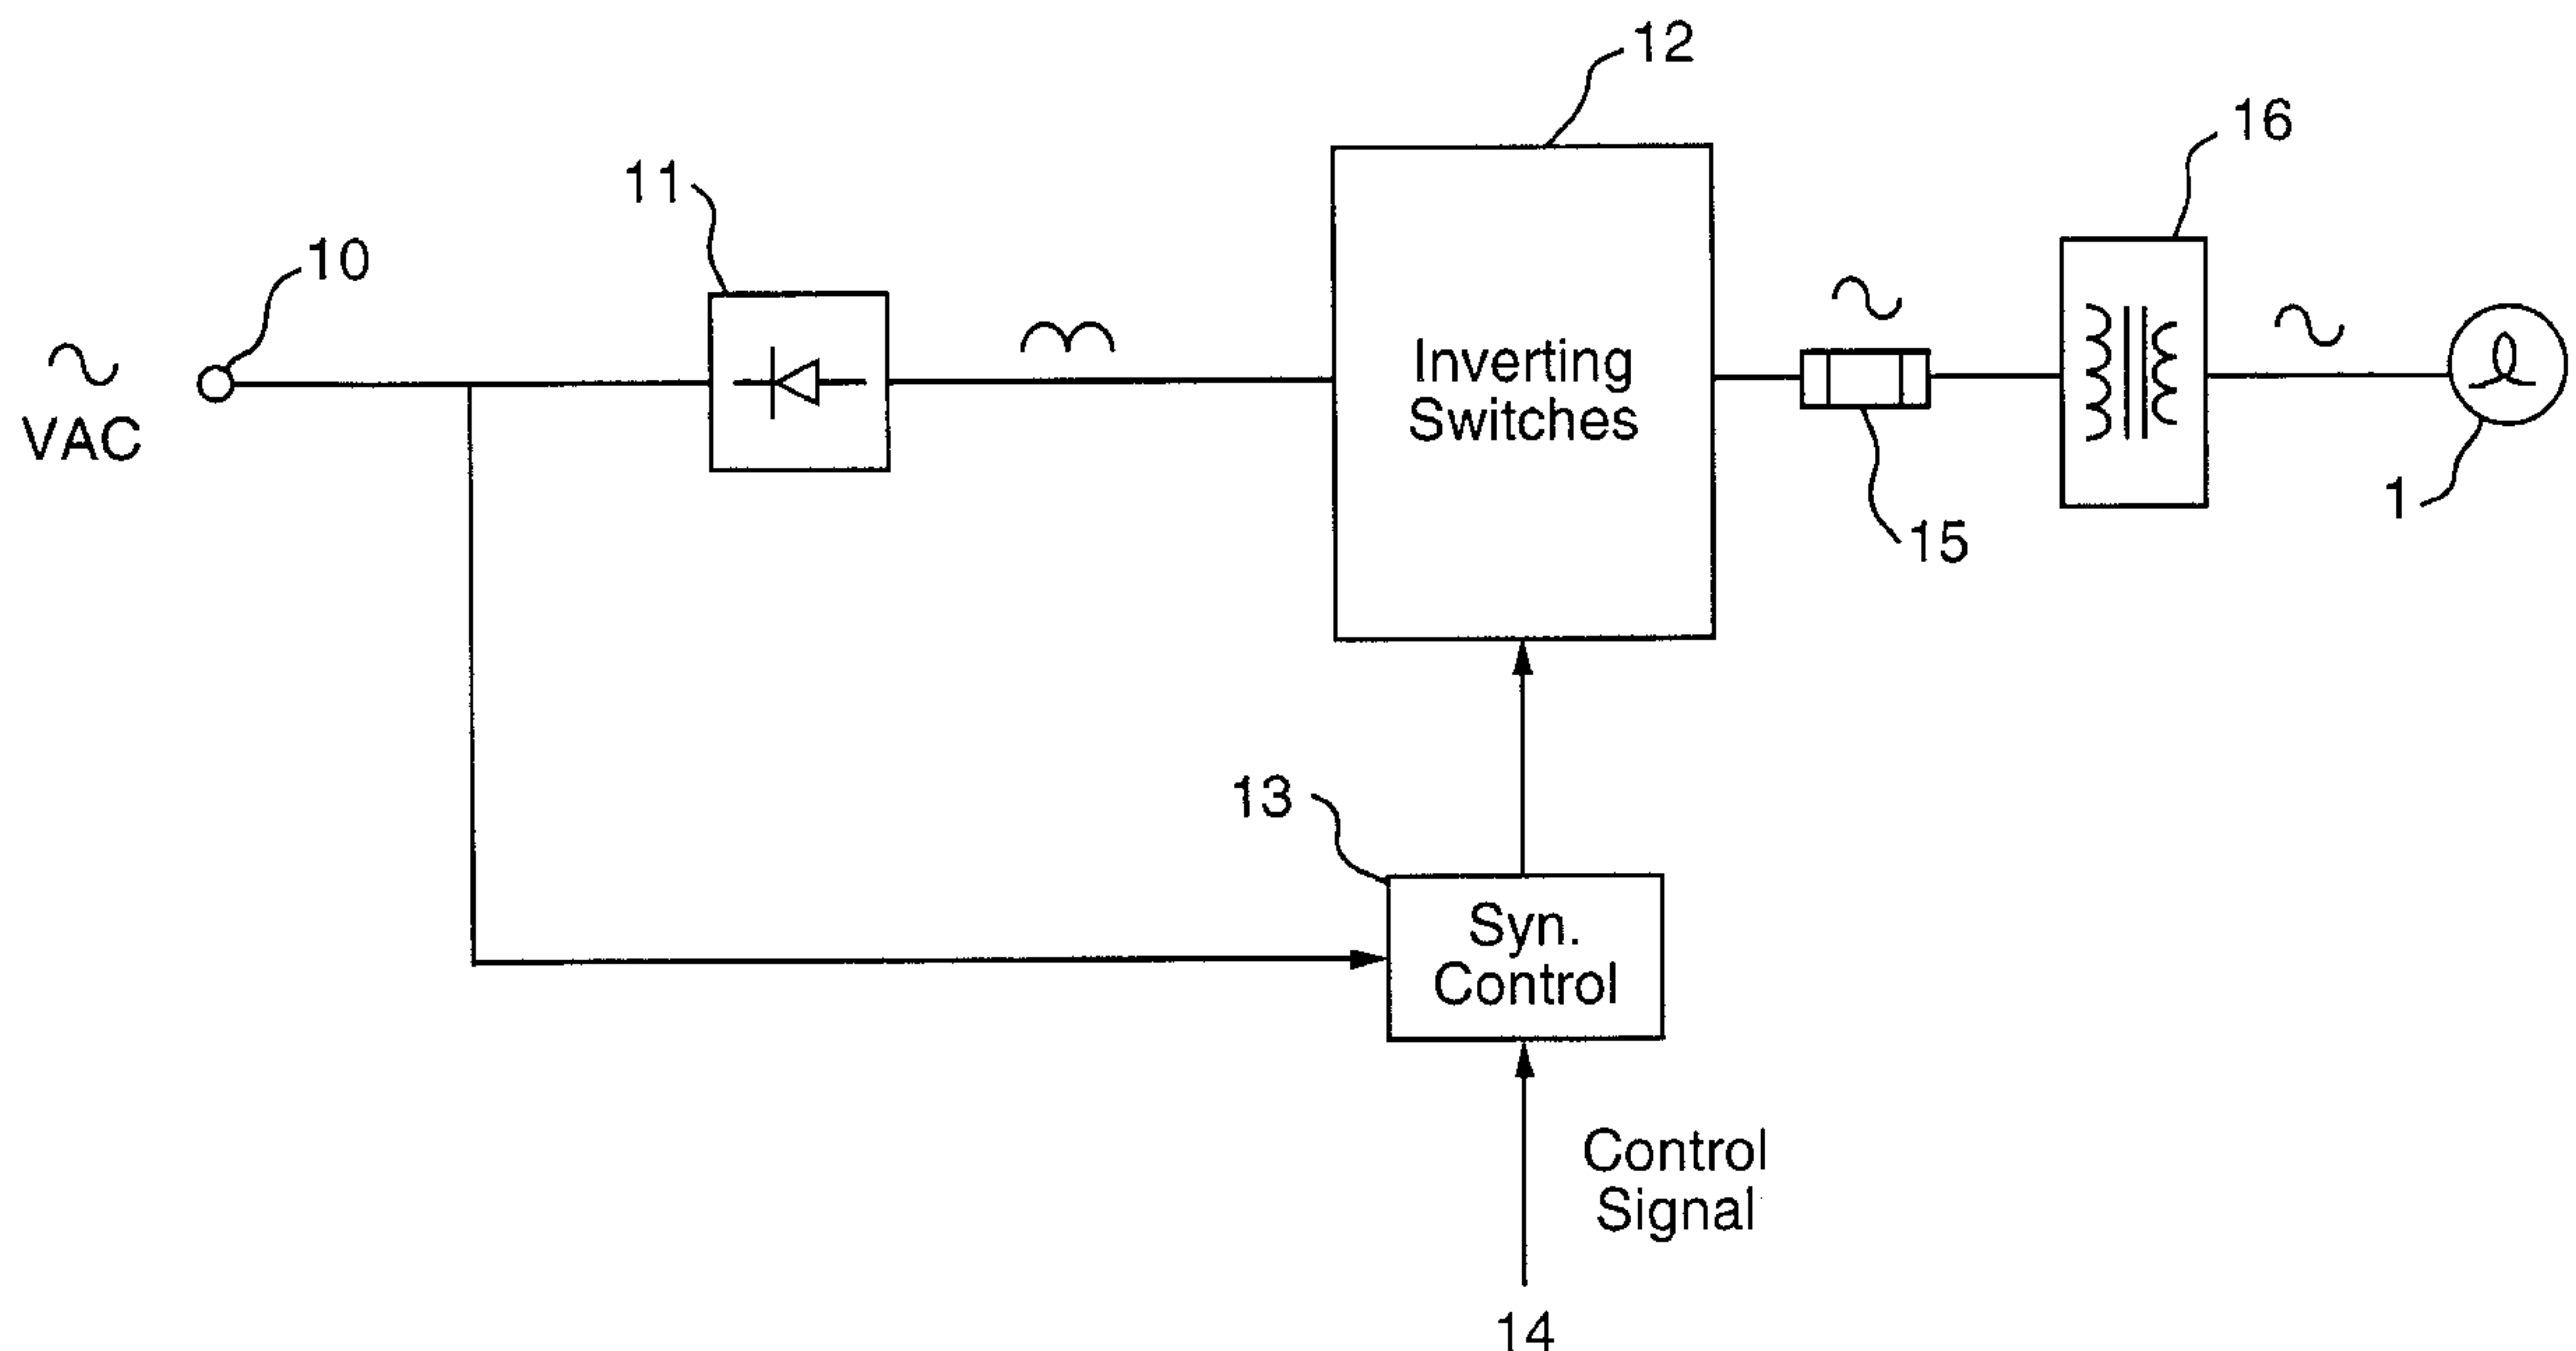 12
16
11
10
VAC
Inverting
Switches
15
1
13
Syn.
Control
Control
Signal
14